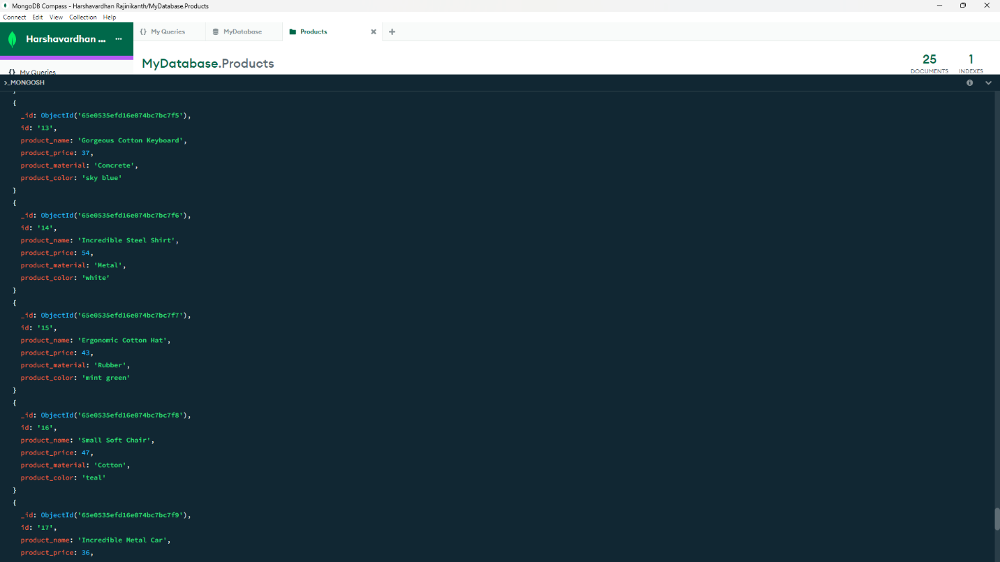 MongoDB Compass - Harshavardhan Rajinikanth/MyDatabase.Products
Connect Edit View Collection Help
Harshavardhan ... ...
{} My Queries
MyDatabase
Products
MyDatabase.Products
25
DOCUMENTS
1
INDEXES
{} My Queries
>_MONGOSH
}
{
_id: ObjectId('65e0535efd16e074bc7bc7f5'),
id: '13',
product_name: 'Gorgeous Cotton Keyboard',
product_price: 37,
product_material: 'Concrete',
product_color: 'sky blue'
}
{
_id: ObjectId('65e0535efd16e074bc7bc7f6'),
id: '14',
product_name: 'Incredible Steel Shirt',
product_price: 54,
product_material: 'Metal',
product_color: 'white'
}
{
_id: ObjectId('65e0535efd16e074bc7bc7f7'),
id: '15',
product_name: 'Ergonomic Cotton Hat',
product_price: 43,
product_material: 'Rubber',
product_color: 'mint green'
}
{
_id: ObjectId('65e0535efd16e074bc7bc7f8'),
id: '16',
product_name: 'Small Soft Chair',
product_price: 47,
product_material: 'Cotton',
product_color: 'teal'
}
{
_id: ObjectId('65e0535efd16e074bc7bc7f9'),
id: '17',
product_name: 'Incredible Metal Car',
product_price: 36,